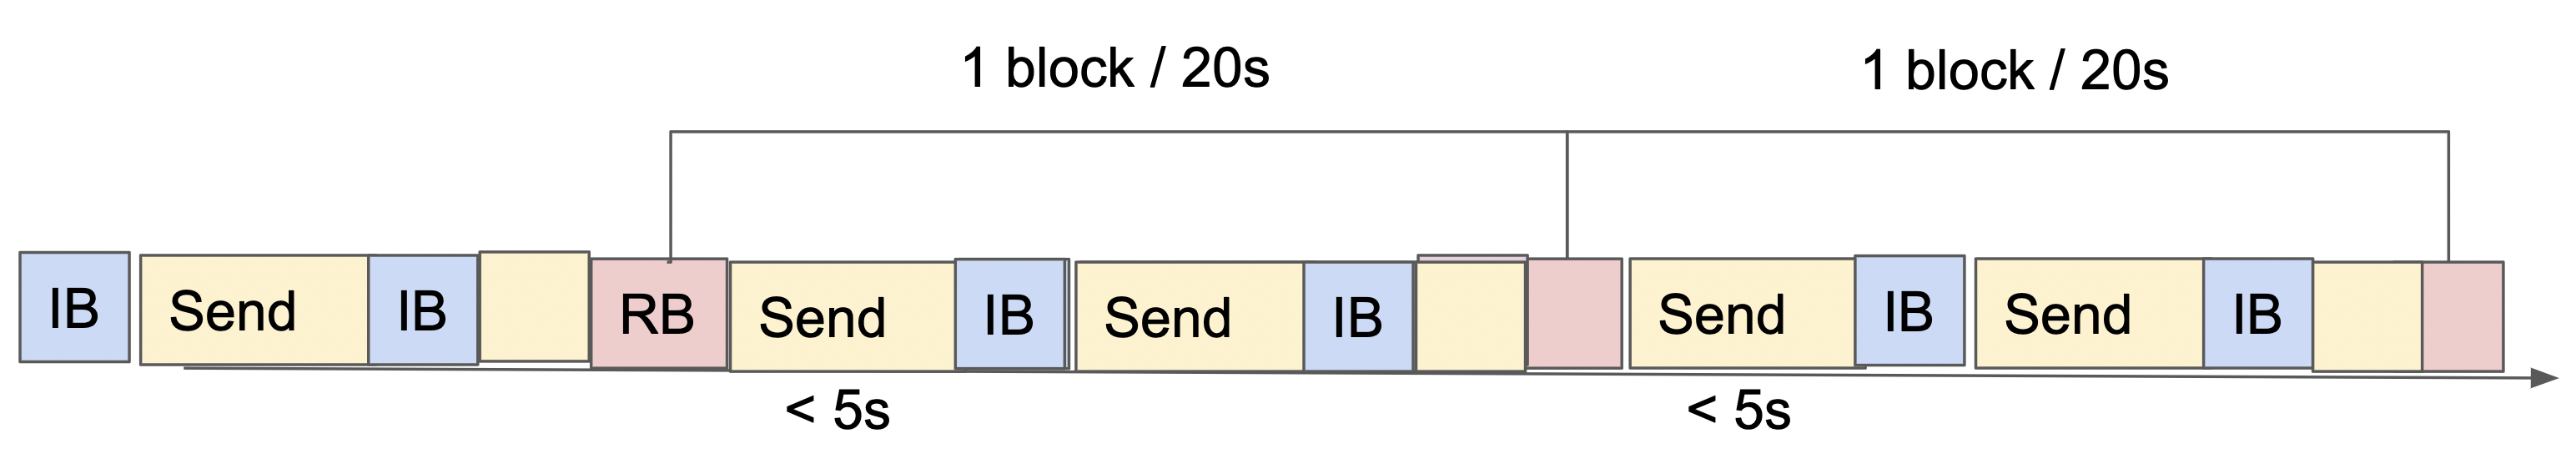 1 block / 20s
1 block / 20s
IB
Send
IB
RB
Send
IB
Send
IB
Send
IB
Send
IB
< 5s
< 5s